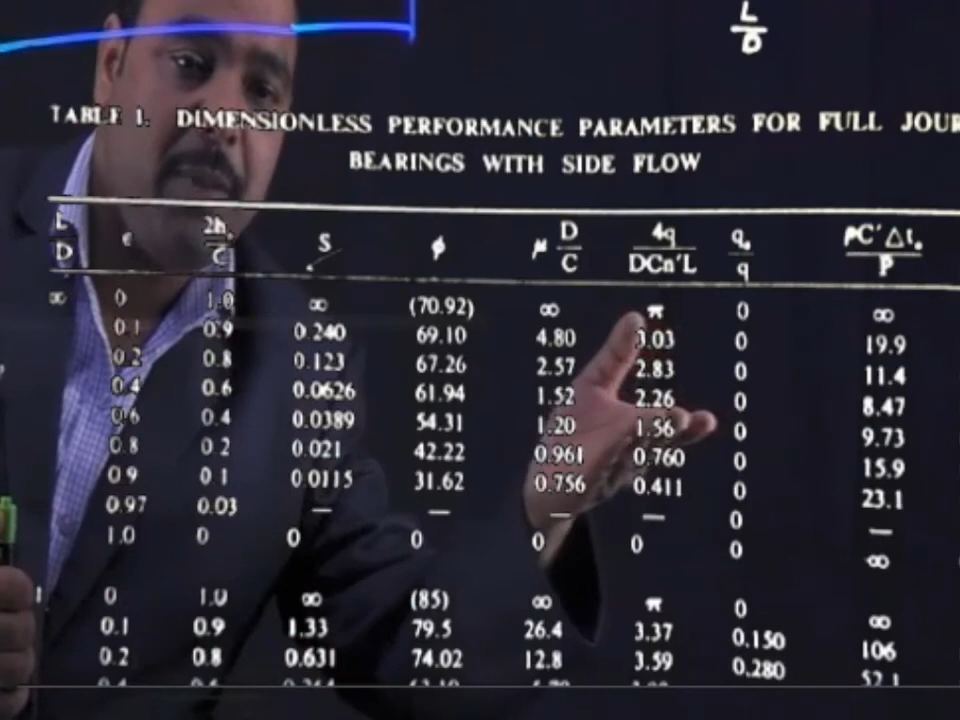 L
D
TABLE 1. DIMENSIONLESS PERFORMANCE PARAMETERS FOR FULL JOUR
BEARINGS WITH SIDE FLOW
L/D ε 2h₀/C S φ μ D/C 4q/DCn'L qₛ/q PC'Δtₒ/P
∞ 0 1.0 ∞ (70.92) ∞ π 0 ∞
0.1 0.9 0.240 69.10 4.80 3.03 0 19.9
0.2 0.8 0.123 67.26 2.57 2.83 0 11.4
0.4 0.6 0.0626 61.94 1.52 2.26 0 8.47
0.6 0.4 0.0389 54.31 1.20 1.56 0 9.73
0.8 0.2 0.021 42.22 0.961 0.760 0 15.9
0.9 0.1 0.0115 31.62 0.756 0.411 0 23.1
0.97 0.03 — — — — 0 —
1.0 0 0 0 0 0 0 ∞
1 0 1.0 ∞ (85) ∞ π 0 ∞
0.1 0.9 1.33 79.5 26.4 3.37 0.150 106
0.2 0.8 0.631 74.02 12.8 3.59 0.280 52.1